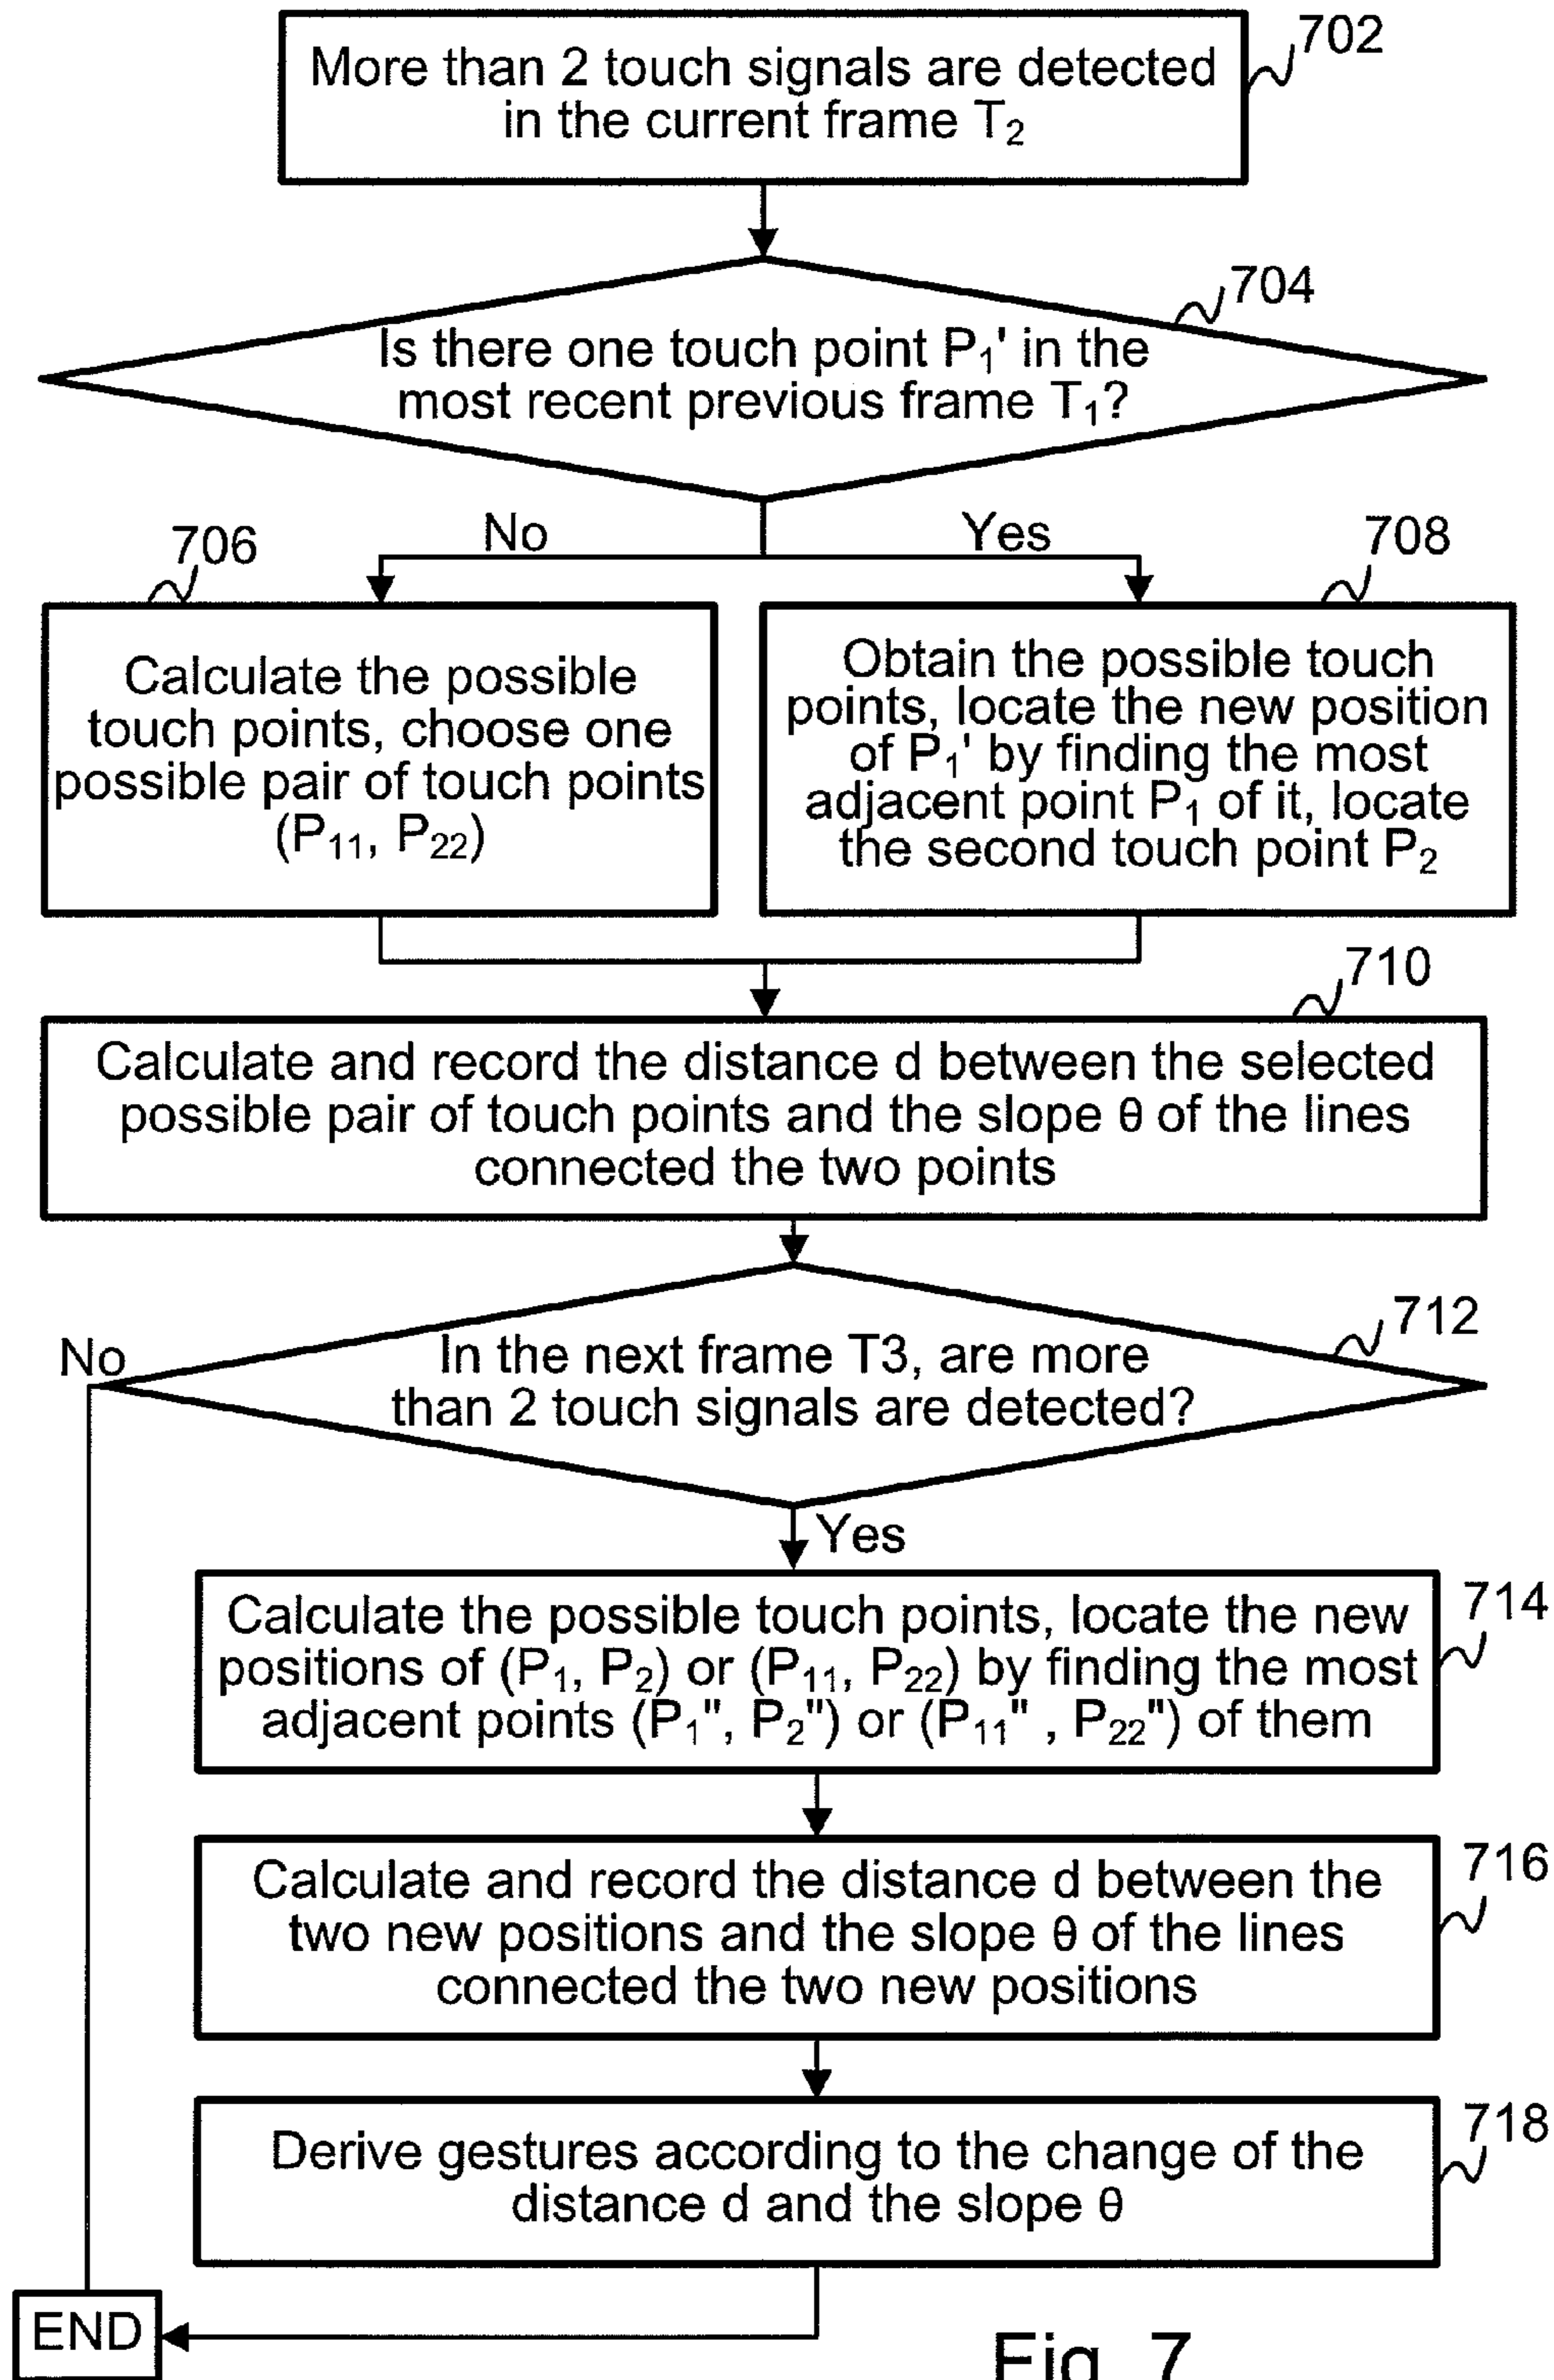 702
More than 2 touch signals are detected
in the current frame T₂
704
Is there one touch point P₁' in the
most recent previous frame T₁?
No
Yes
706
708
Calculate the possible
touch points, choose one
possible pair of touch points
(P₁₁, P₂₂)
Obtain the possible touch
points, locate the new position
of P₁' by finding the most
adjacent point P₁ of it, locate
the second touch point P₂
710
Calculate and record the distance d between the selected
possible pair of touch points and the slope θ of the lines
connected the two points
712
No
In the next frame T3, are more
than 2 touch signals are detected?
Yes
714
Calculate the possible touch points, locate the new
positions of (P₁, P₂) or (P₁₁, P₂₂) by finding the most
adjacent points (P₁", P₂") or (P₁₁" , P₂₂") of them
716
Calculate and record the distance d between the
two new positions and the slope θ of the lines
connected the two new positions
718
Derive gestures according to the change of the
distance d and the slope θ
END
Fig. 7